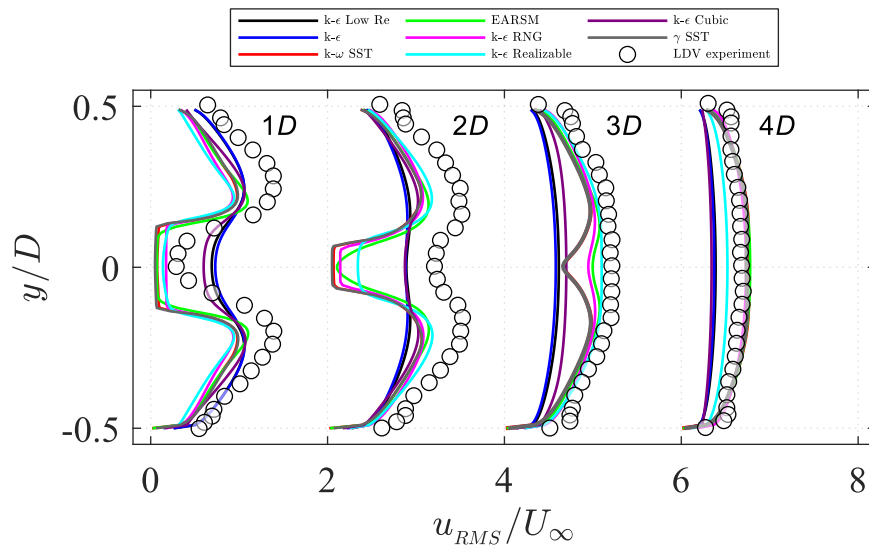 k-ϵ Low Re EARSM k-ϵ Cubic
k-ϵ k-ϵ RNG γ SST
k-ω SST k-ϵ Realizable LDV experiment
0.5
1D 2D 3D 4D
y/D
0
-0.5
0 2 4 6 8
u_RMS/U_∞